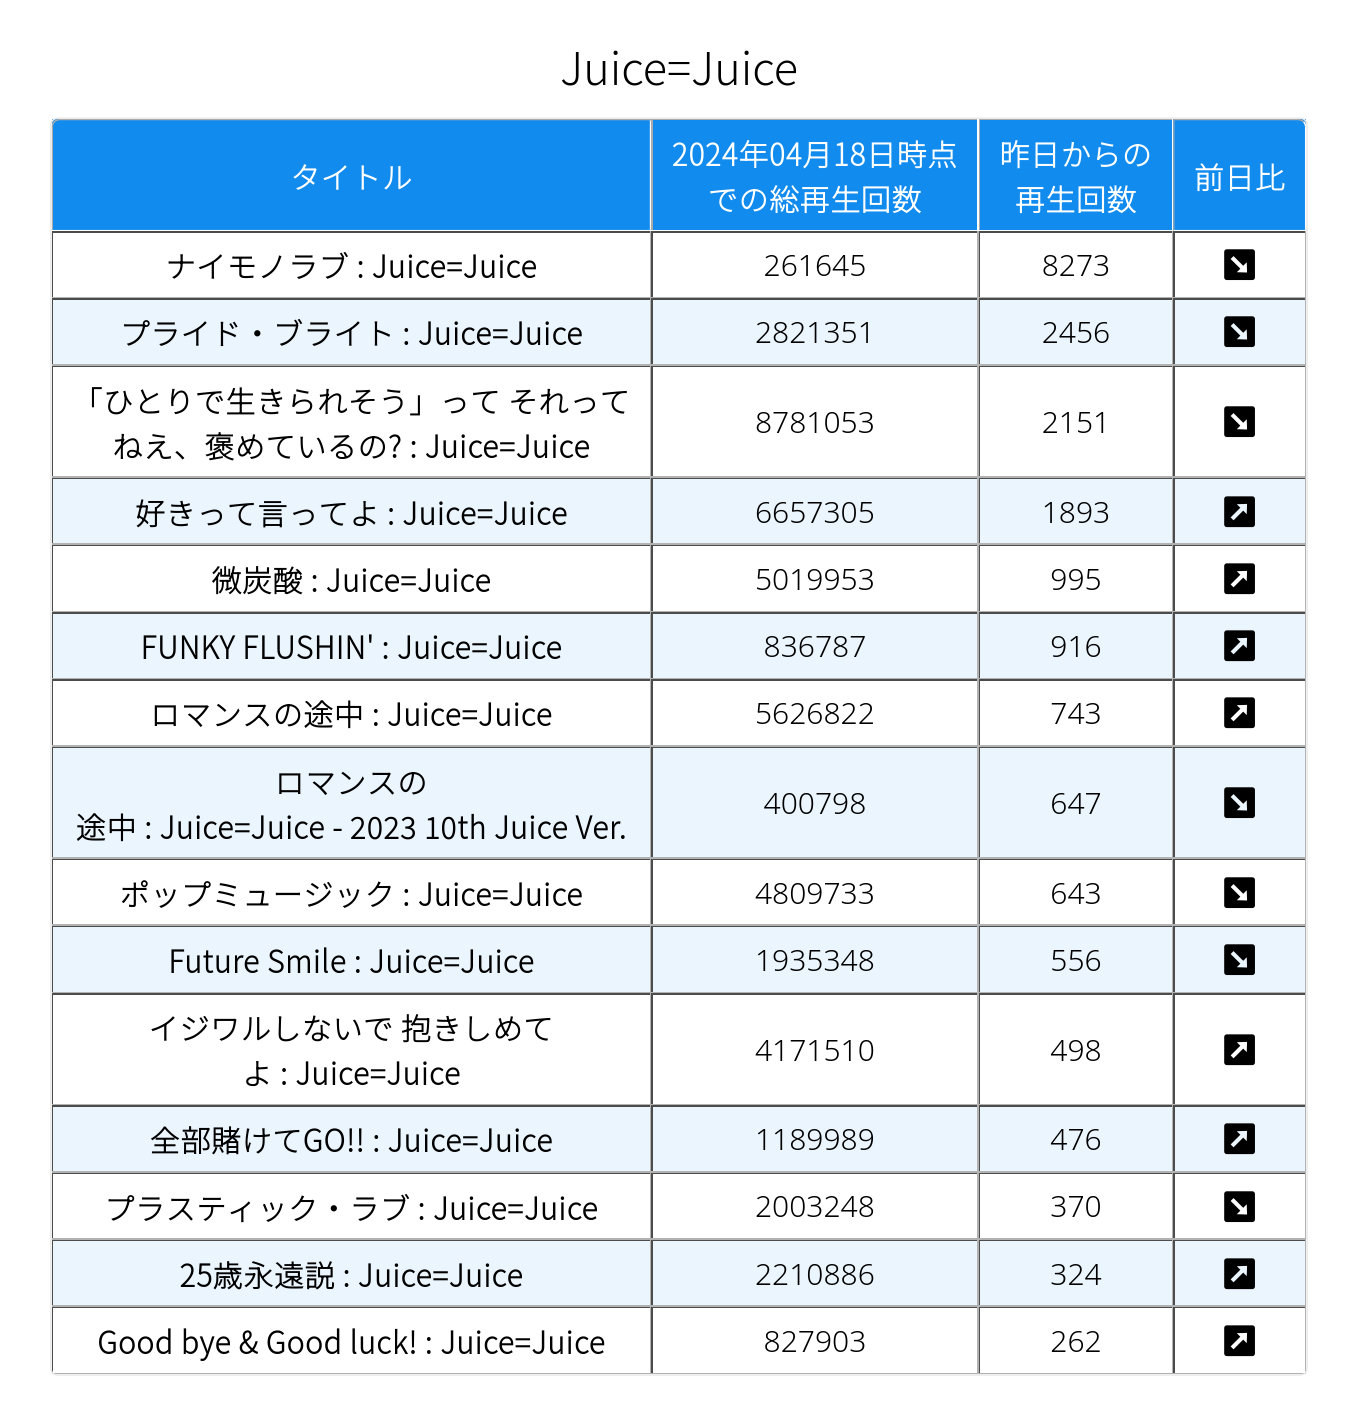 Juice=Juice
タイトル
2024年04月18日時点
での総再生回数
昨日からの
再生回数
前日比
ナイモノラブ : Juice=Juice
261645
8273
プライド・ブライト : Juice=Juice
2821351
2456
「ひとりで生きられそう」って それって
ねえ、褒めているの? : Juice=Juice
8781053
2151
好きって言ってよ : Juice=Juice
6657305
1893
微炭酸 : Juice=Juice
5019953
995
FUNKY FLUSHIN' : Juice=Juice
836787
916
ロマンスの途中 : Juice=Juice
5626822
743
ロマンスの
途中 : Juice=Juice - 2023 10th Juice Ver.
400798
647
ポップミュージック : Juice=Juice
4809733
643
Future Smile : Juice=Juice
1935348
556
イジワルしないで 抱きしめて
よ : Juice=Juice
4171510
498
全部賭けてGO!! : Juice=Juice
1189989
476
プラスティック・ラブ : Juice=Juice
2003248
370
25歳永遠説 : Juice=Juice
2210886
324
Good bye & Good luck! : Juice=Juice
827903
262